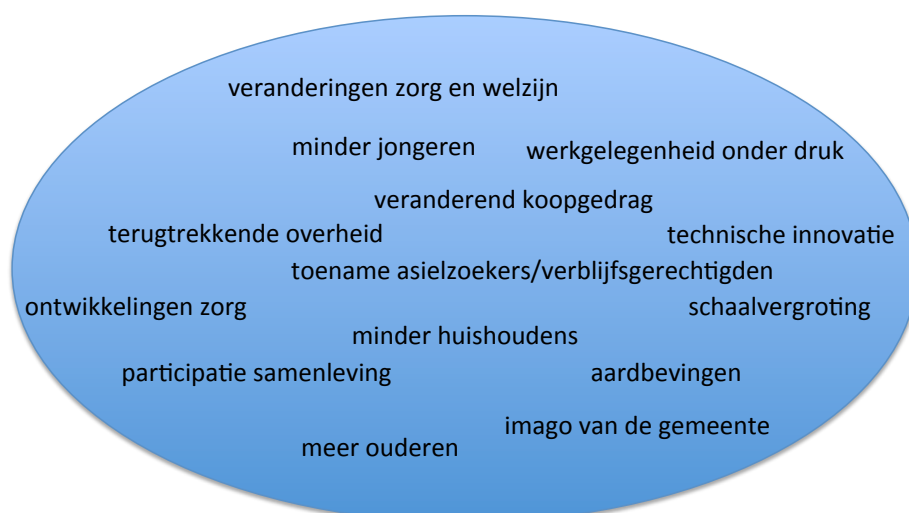 veranderingen zorg en welzijn
minder jongeren
werkgelegenheid onder druk
veranderend koopgedrag
terugtrekkende overheid
technische innovatie
toename asielzoekers/verblijfsgerechtigden
ontwikkelingen zorg
schaalvergroting
minder huishoudens
participatie samenleving
aardbevingen
imago van de gemeente
meer ouderen